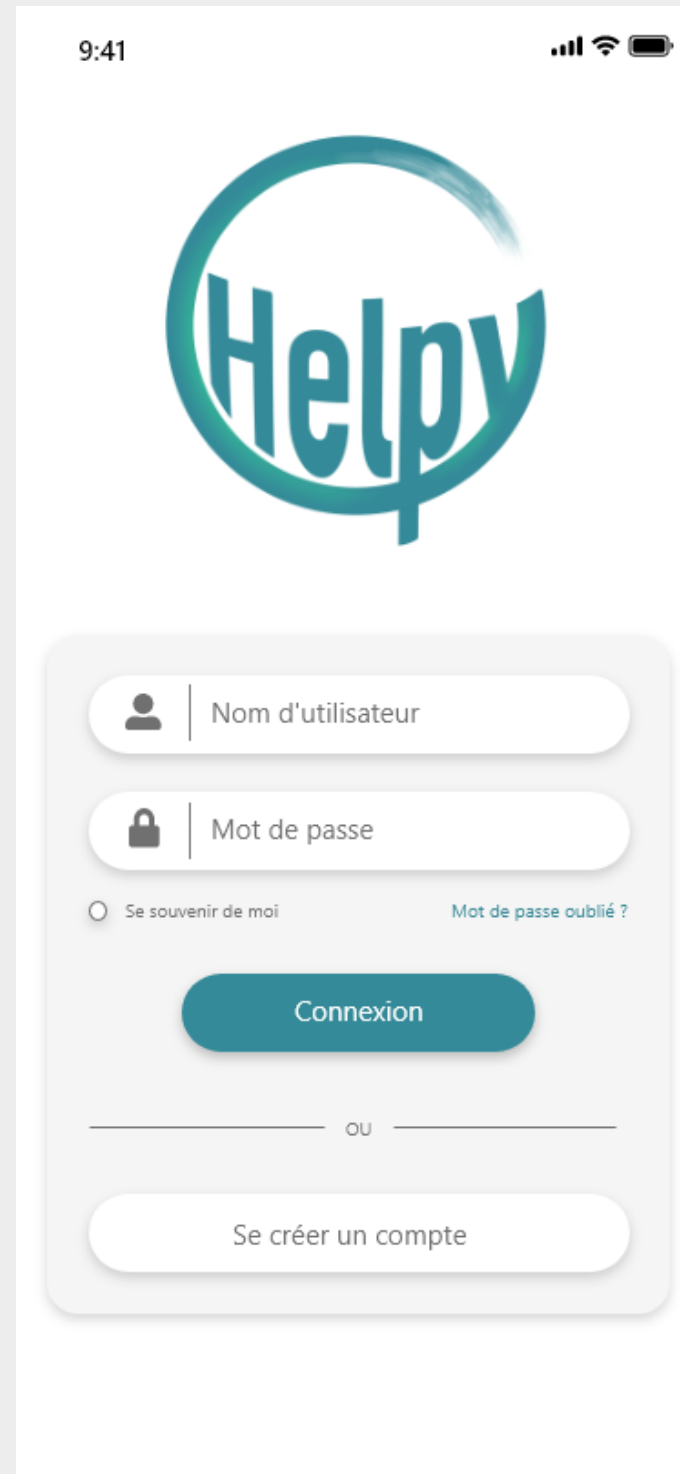 9:41
Helpy
Nom d'utilisateur
Mot de passe
Se souvenir de moi
Mot de passe oublié ?
Connexion
ou
Se créer un compte